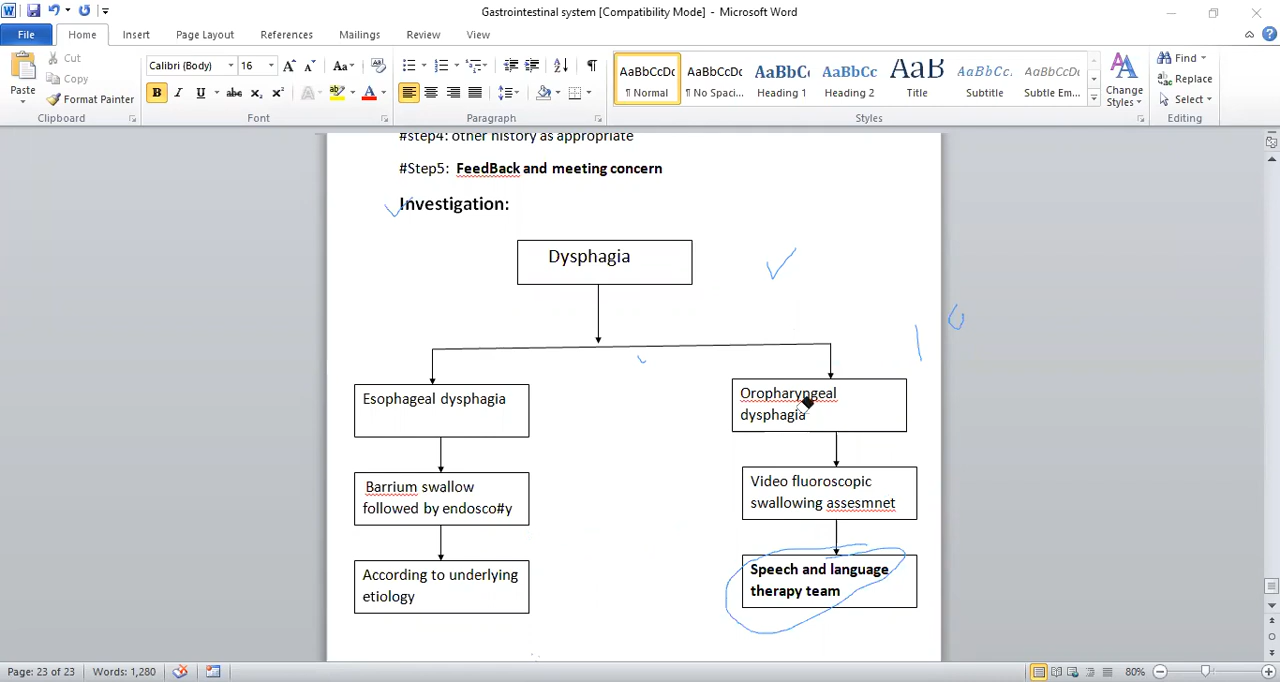 Gastrointestinal system [Compatibility Mode] - Microsoft Word
File Home Insert Page Layout References Mailings Review View
Paste
Cut
Copy
Format Painter
Clipboard
Calibri (Body) 16
B I U abc X₂ X²
Font
Paragraph
AaBbCcDc AaBbCcDc AaBbC AaBbCc AaB AaBbCc. AaBbCcDc
¶ Normal ¶ No Spaci... Heading 1 Heading 2 Title Subtitle Subtle Em...
Styles
Change
Styles
Find
Replace
Select
Editing
#step4: other history as appropriate
#Step5: FeedBack and meeting concern
Investigation:
Dysphagia
Esophageal dysphagia
Oropharyngeal
dysphagia
Barrium swallow
followed by endosco#y
Video fluoroscopic
swallowing assesmnet
According to underlying
etiology
Speech and language
therapy team
Page: 23 of 23 Words: 1,280 80%